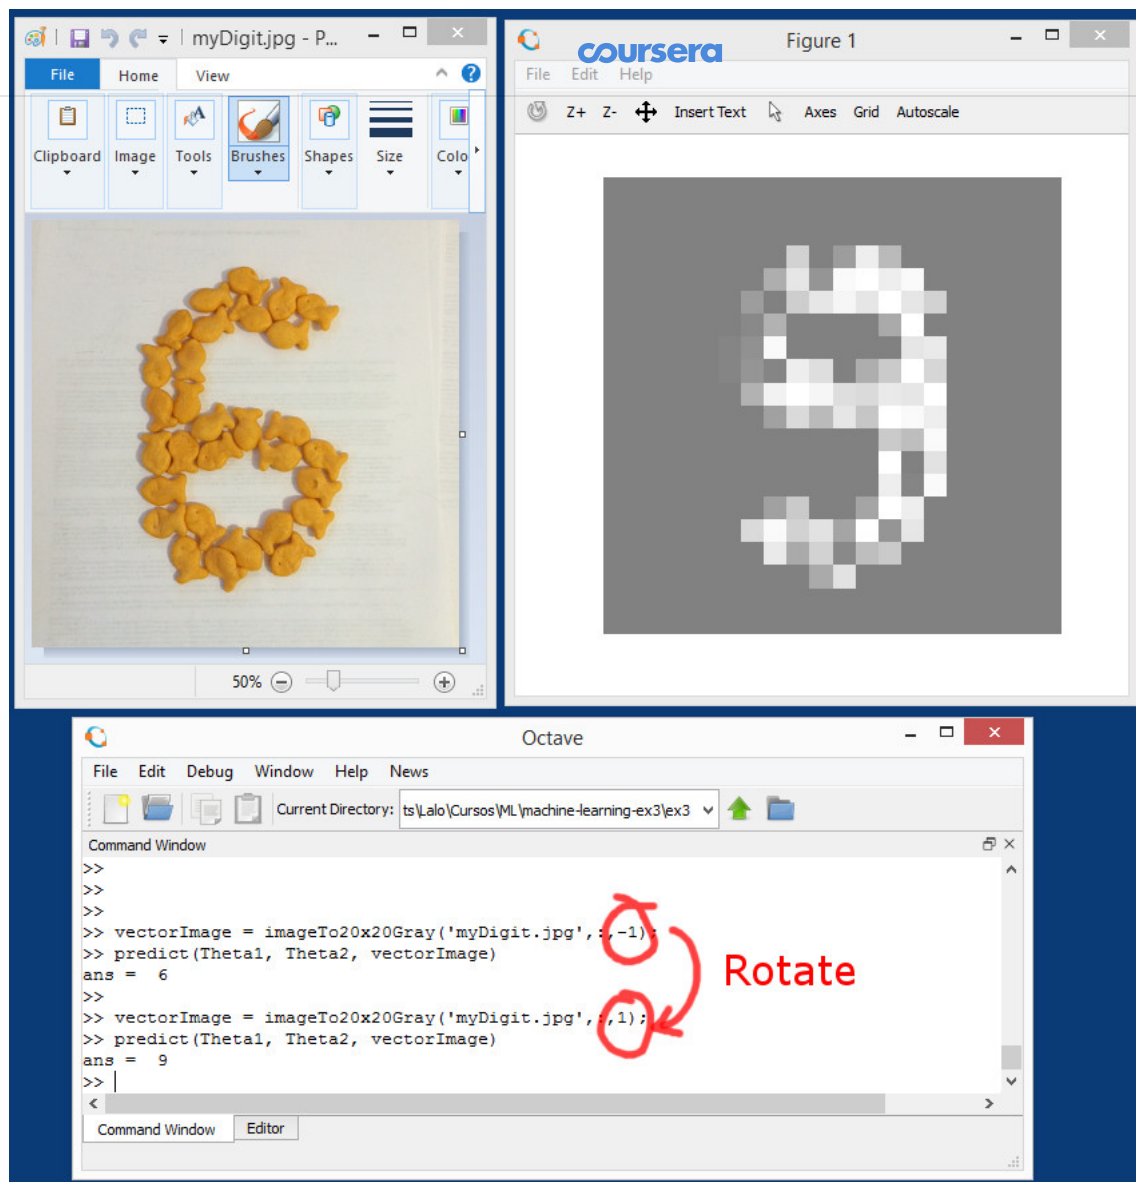 myDigit.jpg - P...
File Home View
Clipboard Image Tools Brushes Shapes Size Colo
50%
coursera
Figure 1
File Edit Help
Z+ Z- Insert Text Axes Grid Autoscale
Octave
File Edit Debug Window Help News
Current Directory: ts\Lalo\Cursos\ML\machine-learning-ex3\ex3
Command Window
>>
>>
>>
>> vectorImage = imageTo20x20Gray('myDigit.jpg',:,-1);
>> predict(Theta1, Theta2, vectorImage)
ans = 6
>>
>> vectorImage = imageTo20x20Gray('myDigit.jpg',:,1);
>> predict(Theta1, Theta2, vectorImage)
ans = 9
>>
Rotate
Command Window Editor